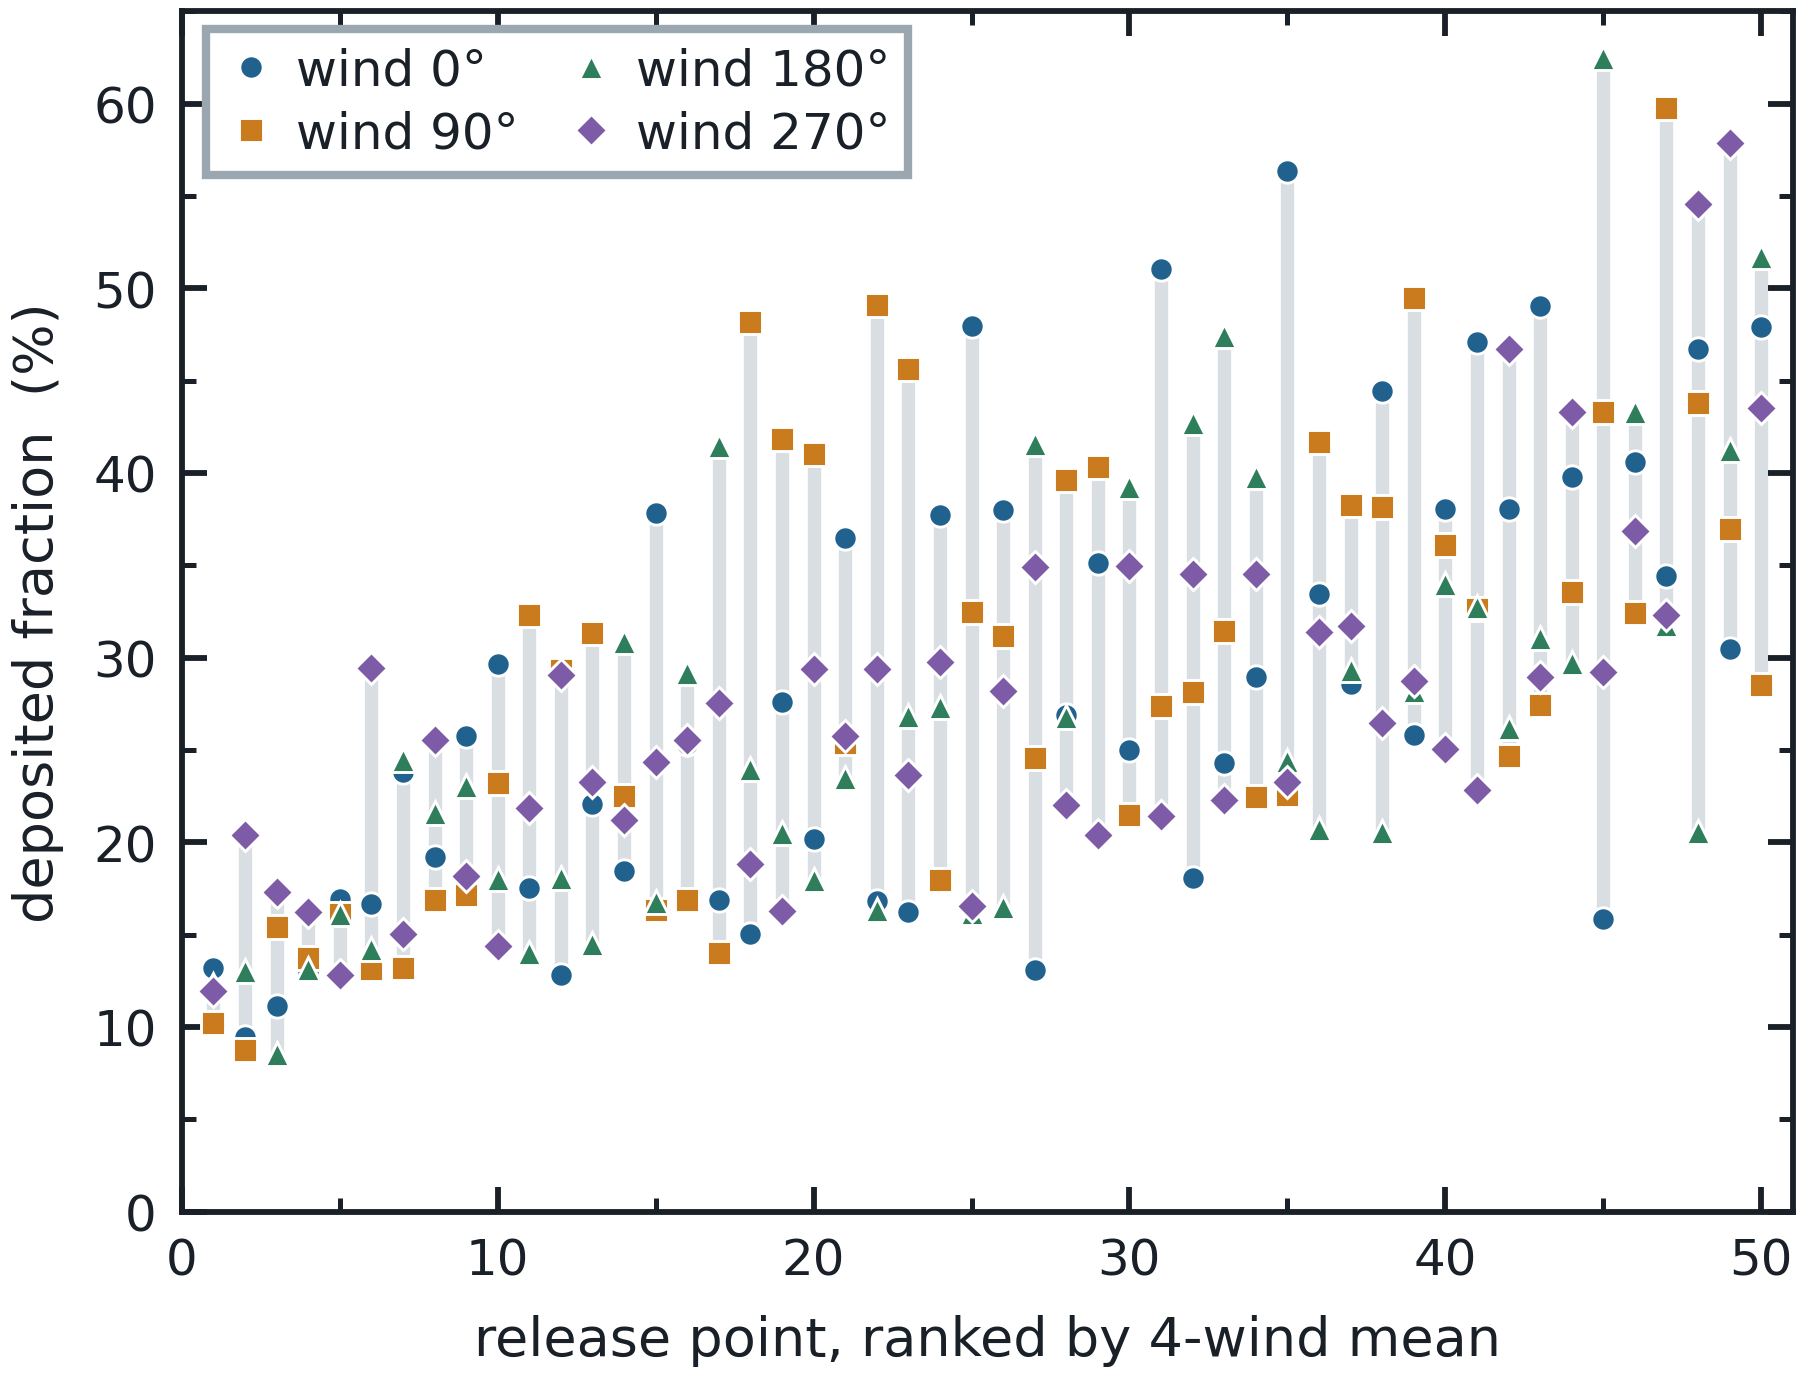 wind 0°
wind 90°
wind 180°
wind 270°
deposited fraction (%)
60
50
40
30
20
10
0
0 10 20 30 40 50
release point, ranked by 4-wind mean